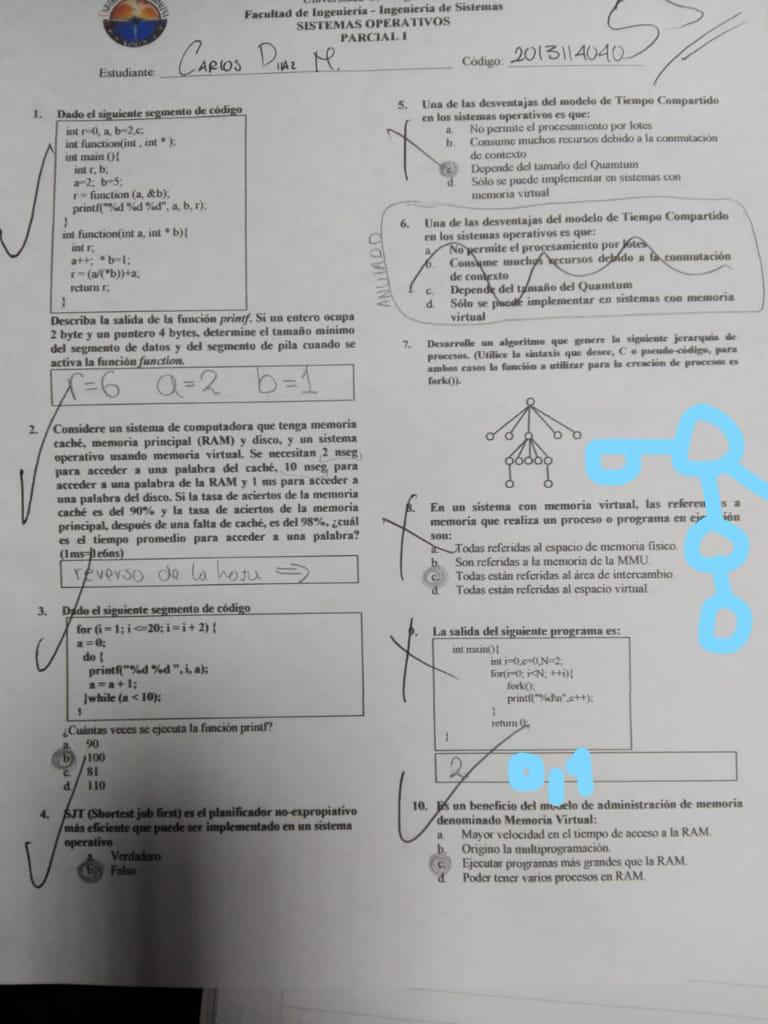 Facultad de Ingeniería - Ingeniería de Sistemas
SISTEMAS OPERATIVOS
PARCIAL I
Estudiante: CARLOS DIAZ M. Código: 2013114040
1. Dado el siguiente segmento de código
int r=0, a, b=2,c;
int function(int , int * );
int main (){
int r, b;
a=2; b=5;
r = function (a, &b);
printf("%d %d %d", a, b, r);
}
int function(int a, int * b){
int r;
a++; *b=1;
r = (a/(*b))+a;
return r;
}
Describa la salida de la función printf. Si un entero ocupa
2 byte y un puntero 4 bytes, determine el tamaño mínimo
del segmento de datos y del segmento de pila cuando se
activa la función function.
r=6 a=2 b=1
2. Considere un sistema de computadora que tenga memoria
caché, memoria principal (RAM) y disco, y un sistema
operativo usando memoria virtual. Se necesitan 2 nseg
para acceder a una palabra del caché, 10 nseg para
acceder a una palabra de la RAM y 1 ms para acceder a
una palabra del disco. Si la tasa de aciertos de la memoria
caché es del 90% y la tasa de aciertos de la memoria
principal, después de una falta de caché, es del 98%, ¿cuál
es el tiempo promedio para acceder a una palabra?
(1ms=1e6ns)
reverso de la hoja ⇒
3. Dado el siguiente segmento de código
for (i = 1; i <=20; i = i + 2) {
a = 0;
do {
printf("%d %d ", i, a);
a = a + 1;
}while (a < 10);
}
¿Cuántas veces se ejecuta la función printf?
a. 90
b. 100
c. 81
d. 110
4. SJT (Shortest job first) es el planificador no-expropiativo
más eficiente que puede ser implementado en un sistema
operativo
a. Verdadero
b. Falso
5. Una de las desventajas del modelo de Tiempo Compartido
en los sistemas operativos es que:
a. No permite el procesamiento por lotes
b. Consume muchos recursos debido a la conmutación
de contexto
c. Depende del tamaño del Quamtum
d. Sólo se puede implementar en sistemas con
memoria virtual
ANULADO
6. Una de las desventajas del modelo de Tiempo Compartido
en los sistemas operativos es que:
a. No permite el procesamiento por lotes
b. Consume muchos recursos debido a la conmutación
de contexto
c. Depende del tamaño del Quamtum
d. Sólo se puede implementar en sistemas con memoria
virtual
7. Desarrolle un algoritmo que genere la siguiente jerarquía de
procesos. (Utilice la sintaxis que desee, C o pseudo-código, para
ambos casos la función a utilizar para la creación de procesos es
fork()).
8. En un sistema con memoria virtual, las a
memoria que realiza un proceso o programa en
son:
a. Todas referidas al espacio de memoria físico.
b. Son referidas a la memoria de la MMU.
c. Todas están referidas al área de intercambio.
d. Todas están referidas al espacio virtual.
9. La salida del siguiente programa es:
int main(){
int i=0,c=0,N=2;
for(i=0; i<N; ++i){
fork();
printf("%d\n",c++);
}
return 0;
}
2 0,1
10. Es un beneficio del modelo de administración de memoria
denominado Memoria Virtual:
a. Mayor velocidad en el tiempo de acceso a la RAM.
b. Origino la multiprogramación.
c. Ejecutar programas más grandes que la RAM.
d. Poder tener varios procesos en RAM.